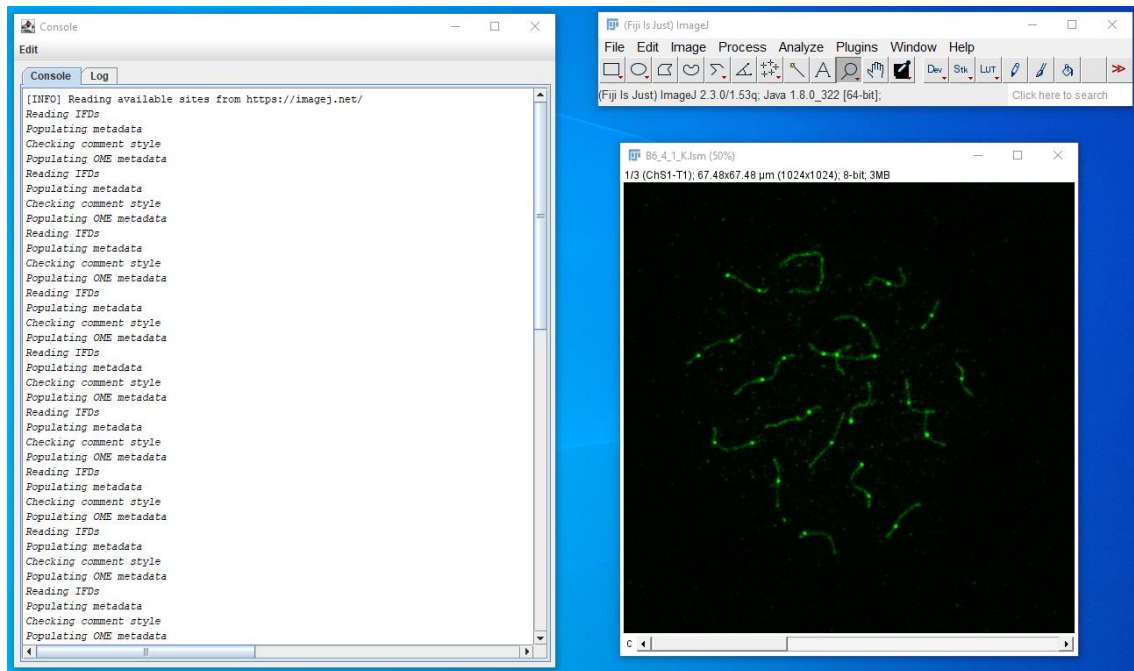 Console
Edit
Console Log
[INFO] Reading available sites from https://imagej.net/
Reading IFDs
Populating metadata
Checking comment style
Populating OME metadata
Reading IFDs
Populating metadata
Checking comment style
Populating OME metadata
Reading IFDs
Populating metadata
Checking comment style
Populating OME metadata
Reading IFDs
Populating metadata
Checking comment style
Populating OME metadata
Reading IFDs
Populating metadata
Checking comment style
Populating OME metadata
Reading IFDs
Populating metadata
Checking comment style
Populating OME metadata
Reading IFDs
Populating metadata
Checking comment style
Populating OME metadata
Reading IFDs
Populating metadata
Checking comment style
Populating OME metadata
Reading IFDs
Populating metadata
Checking comment style
Populating OME metadata
(Fiji Is Just) ImageJ
File Edit Image Process Analyze Plugins Window Help
A Dev Stk LUT
(Fiji Is Just) ImageJ 2.3.0/1.53q; Java 1.8.0_322 [64-bit]; Click here to search
B6_4_1_K.lsm (50%)
1/3 (ChS1-T1); 67.48x67.48 µm (1024x1024); 8-bit; 3MB
c